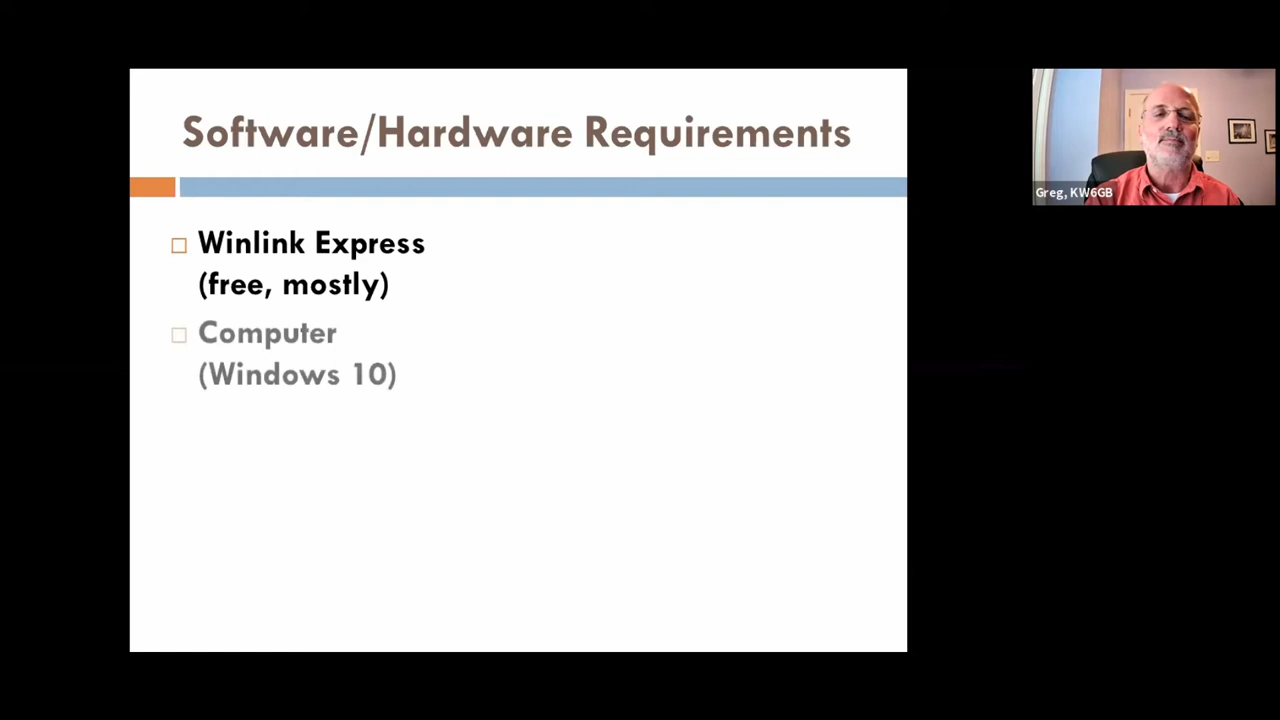 Software/Hardware Requirements
Winlink Express
(free, mostly)
Computer
(Windows 10)
Greg, KW6GB